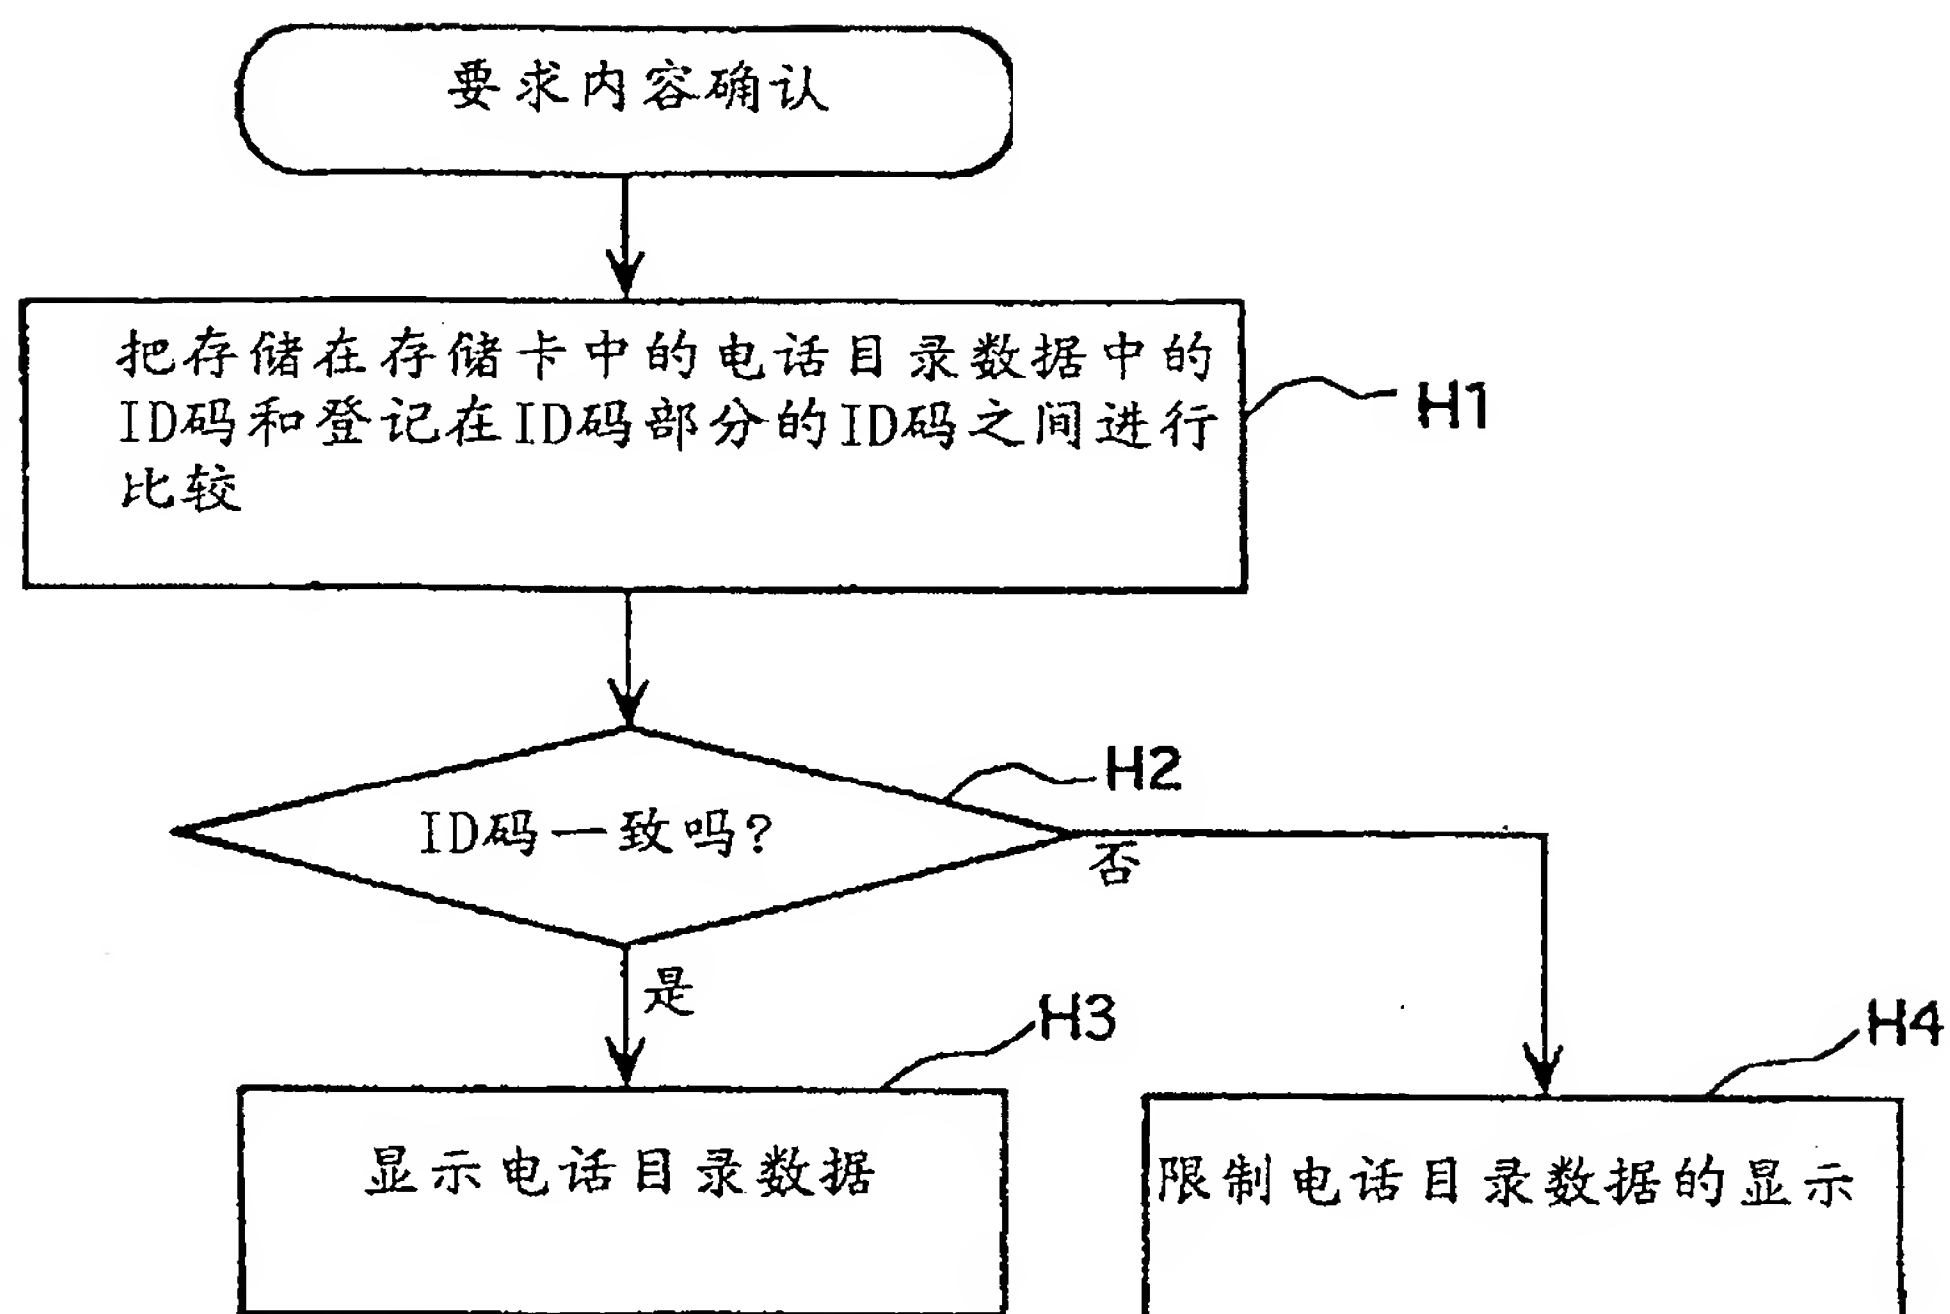 要求内容确认
把存储在存储卡中的电话目录数据中的
ID码和登记在ID码部分的ID码之间进行
比较
H1
H2
ID码一致吗?
否
是
H3
H4
显示电话目录数据
限制电话目录数据的显示